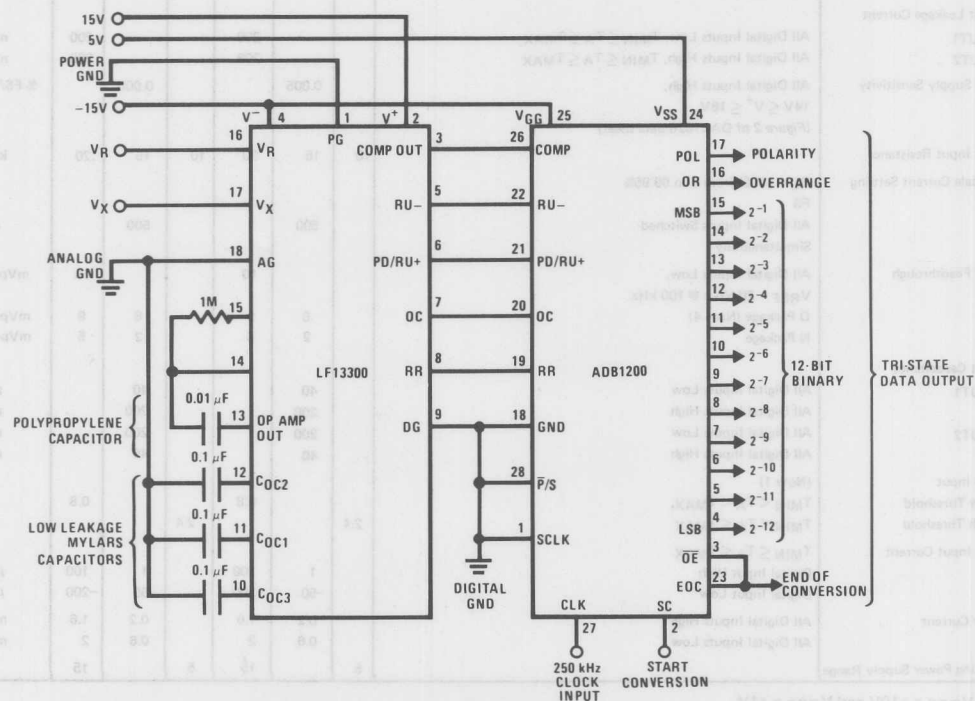 15V
5V
POWER
GND
-15V
V- 4
1
PG
V+ 2
VGG 25
VSS 24
16
VR
VR
COMP OUT
3
26
COMP
17
POL
POLARITY
16
OR
OVERRANGE
17
VX
VX
5
RU-
22
RU-
15
MSB
2-1
14
2-2
18
ANALOG
GND
AG
6
PD/RU+
21
PD/RU+
13
2-3
12
2-4
1M
15
7
OC
20
OC
11
2-5
10
2-6
14
LF13300
8
RR
19
RR
ADB1200
9
2-7
12-BIT
BINARY
TRI-STATE
DATA OUTPUT
8
2-8
POLYPROPYLENE
CAPACITOR
0.01 µF
13
OP AMP
OUT
9
DG
18
GND
7
2-9
0.1 µF
12
COC2
28
P̅/S
6
2-10
LOW LEAKAGE
MYLARS
CAPACITORS
0.1 µF
11
COC1
1
SCLK
5
2-11
4
LSB
2-12
0.1 µF
10
COC3
3
O̅E̅
23
EOC
END OF
CONVERSION
DIGITAL
GND
CLK
SC
27
2
250 kHz
CLOCK
INPUT
START
CONVERSION